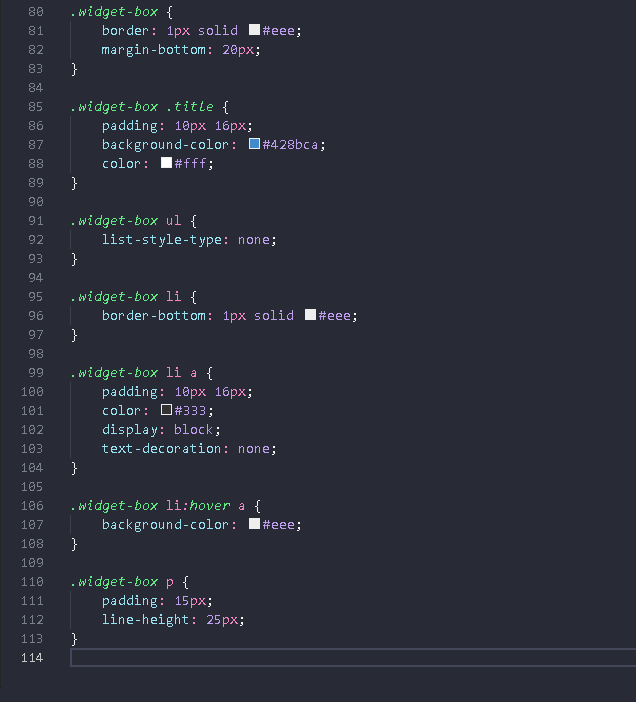 80 .widget-box {
81     border: 1px solid #eee;
82     margin-bottom: 20px;
83 }
84
85 .widget-box .title {
86     padding: 10px 16px;
87     background-color: #428bca;
88     color: #fff;
89 }
90
91 .widget-box ul {
92     list-style-type: none;
93 }
94
95 .widget-box li {
96     border-bottom: 1px solid #eee;
97 }
98
99 .widget-box li a {
100     padding: 10px 16px;
101     color: #333;
102     display: block;
103     text-decoration: none;
104 }
105
106 .widget-box li:hover a {
107     background-color: #eee;
108 }
109
110 .widget-box p {
111     padding: 15px;
112     line-height: 25px;
113 }
114